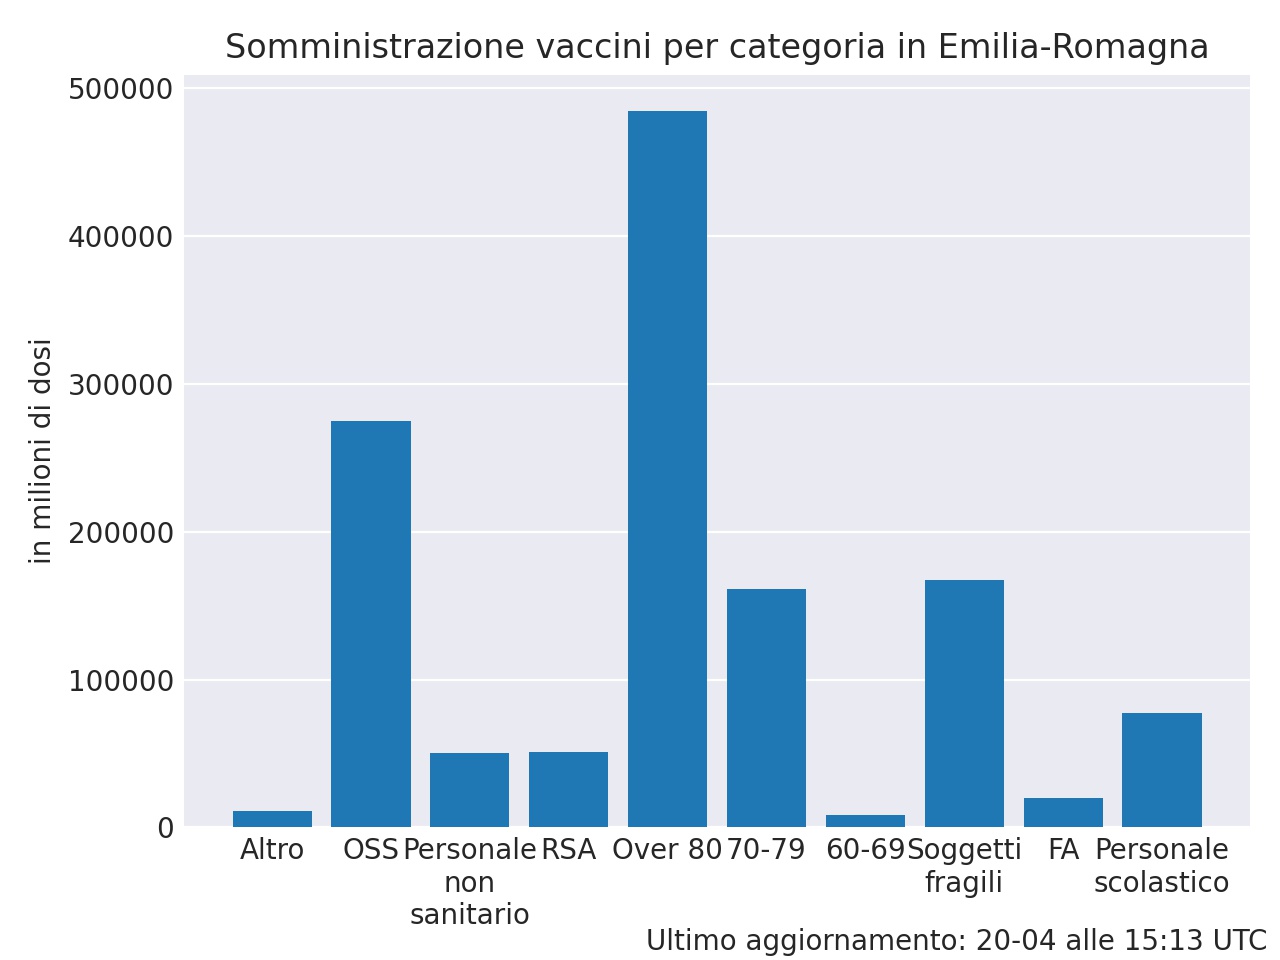 Somministrazione vaccini per categoria in Emilia-Romagna
in milioni di dosi
500000
400000
300000
200000
100000
0
Altro
OSS
Personale
non
sanitario
RSA
Over 80
70-79
60-69
Soggetti
fragili
FA
Personale
scolastico
Ultimo aggiornamento: 20-04 alle 15:13 UTC